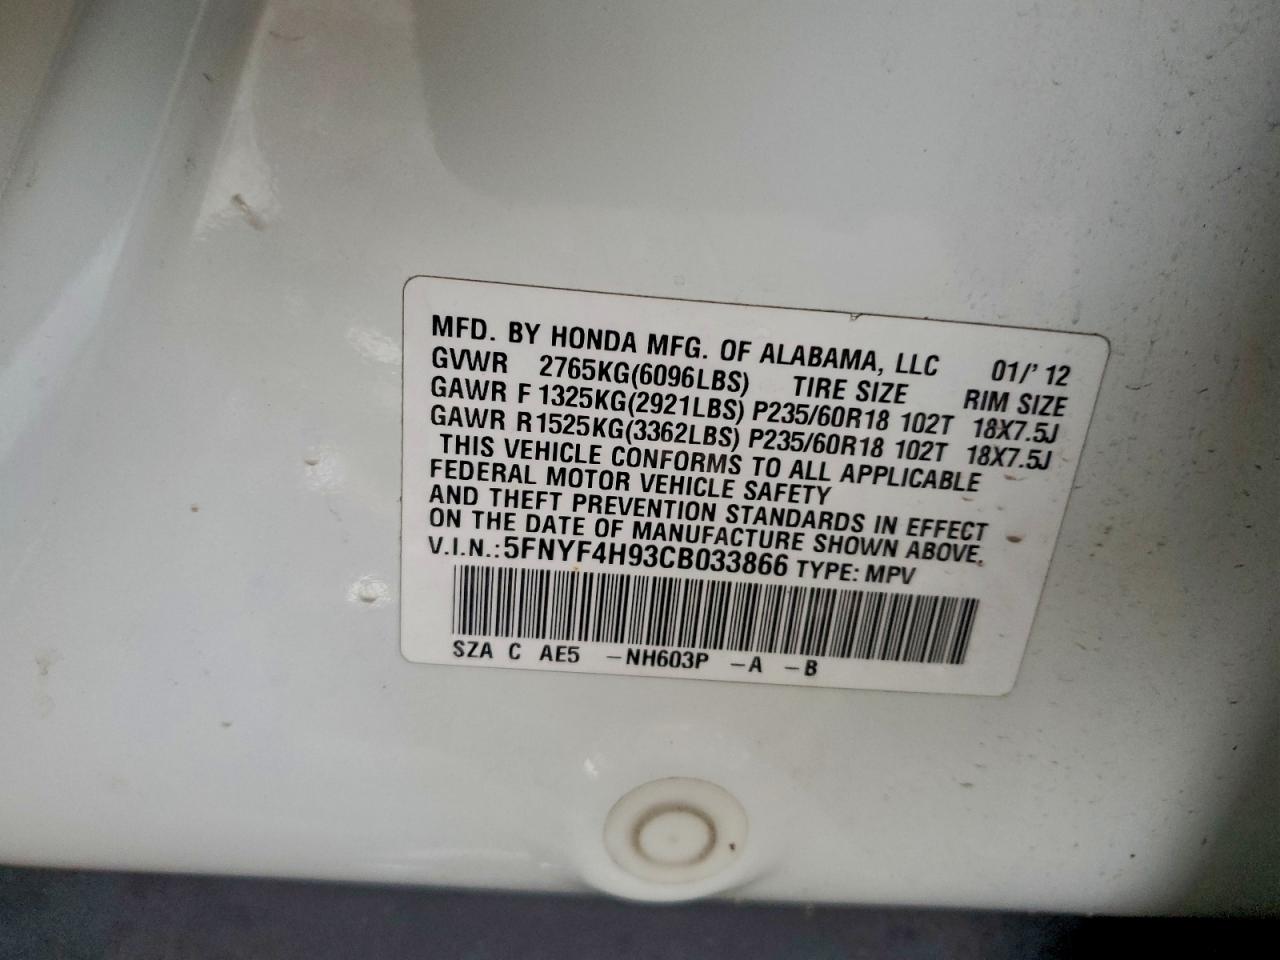 MFD. BY HONDA MFG. OF ALABAMA, LLC 01/'12
GVWR 2765KG(6096LBS) TIRE SIZE RIM SIZE
GAWR F 1325KG(2921LBS) P235/60R18 102T 18X7.5J
GAWR R1525KG(3362LBS) P235/60R18 102T 18X7.5J
THIS VEHICLE CONFORMS TO ALL APPLICABLE
FEDERAL MOTOR VEHICLE SAFETY
AND THEFT PREVENTION STANDARDS IN EFFECT
ON THE DATE OF MANUFACTURE SHOWN ABOVE.
V.I.N.:5FNYF4H93CB033866 TYPE: MPV
SZA C AE5 -NH603P -A -B